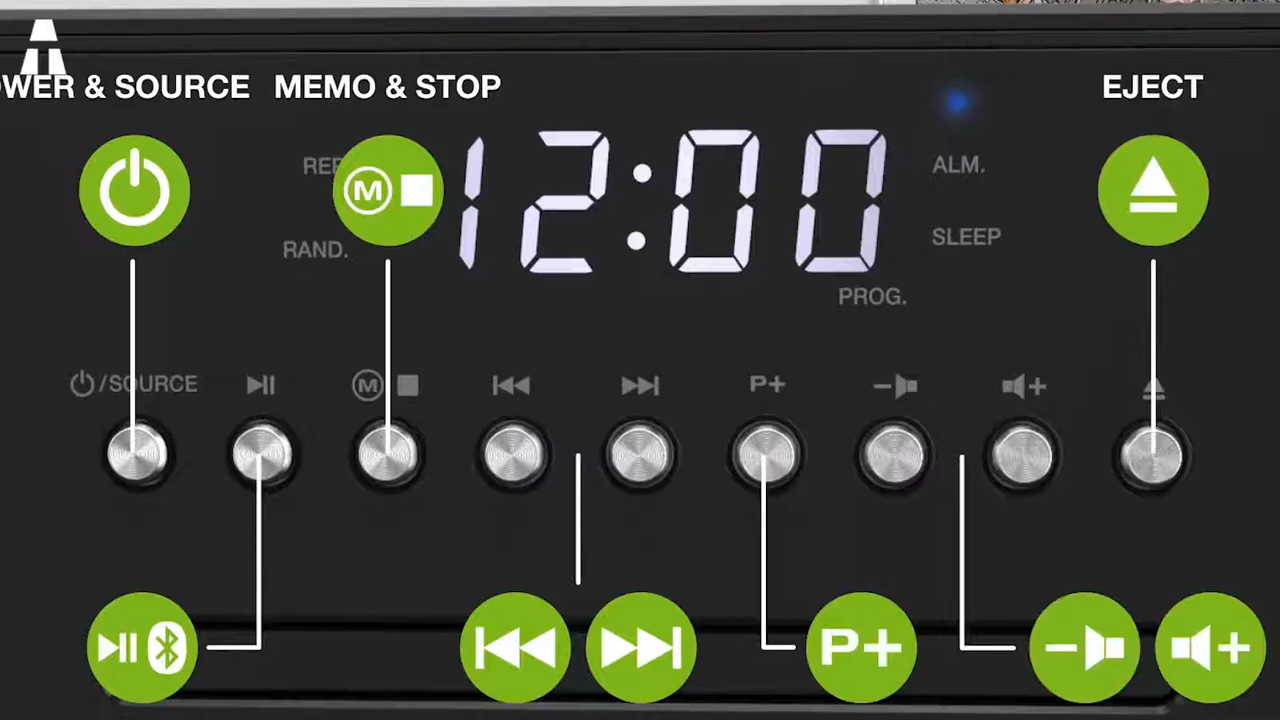 OWER & SOURCE MEMO & STOP EJECT
REP
M
12:00
ALM.
RAND.
SLEEP
PROG.
/SOURCE M P+
P+